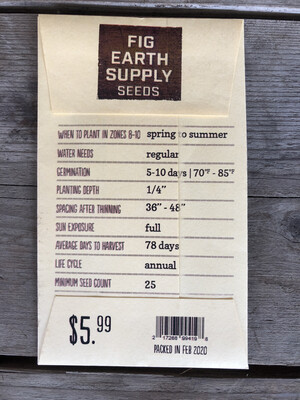 FIG
EARTH
SUPPLY
SEEDS
WHEN TO PLANT IN ZONES 8-10 spring to summer
WATER NEEDS regular
GERMINATION 5-10 days | 70°F - 85°F
PLANTING DEPTH 1/4"
SPACING AFTER THINNING 36" - 48"
SUN EXPOSURE full
AVERAGE DAYS TO HARVEST 78 days
LIFE CYCLE annual
MINIMUM SEED COUNT 25
$5.99
PACKED IN FEB 2020